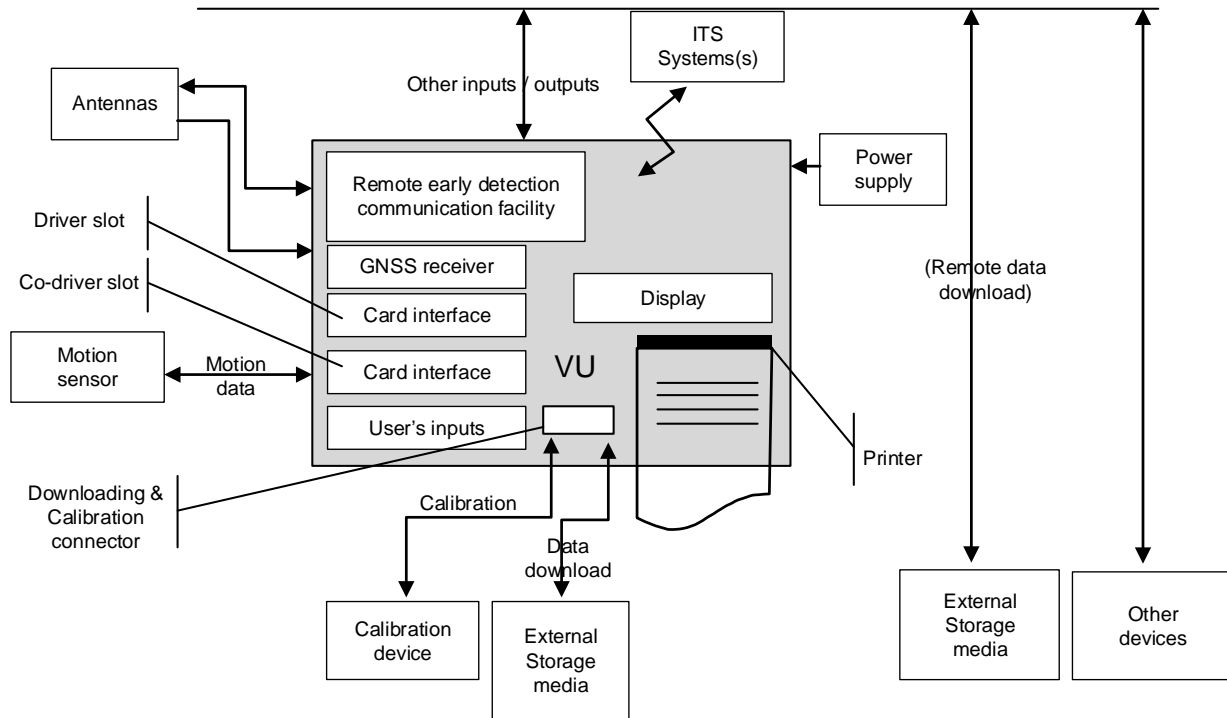 ITS
Systems(s)
Other inputs / outputs
Antennas
Power
supply
Remote early detection
communication facility
Driver slot
GNSS receiver
Co-driver slot
(Remote data
download)
Display
Card interface
Motion
sensor
Motion
data
Card interface
VU
User's inputs
Printer
Downloading &
Calibration
connector
Calibration
Data
download
Calibration
device
External
Storage
media
External
Storage
media
Other
devices